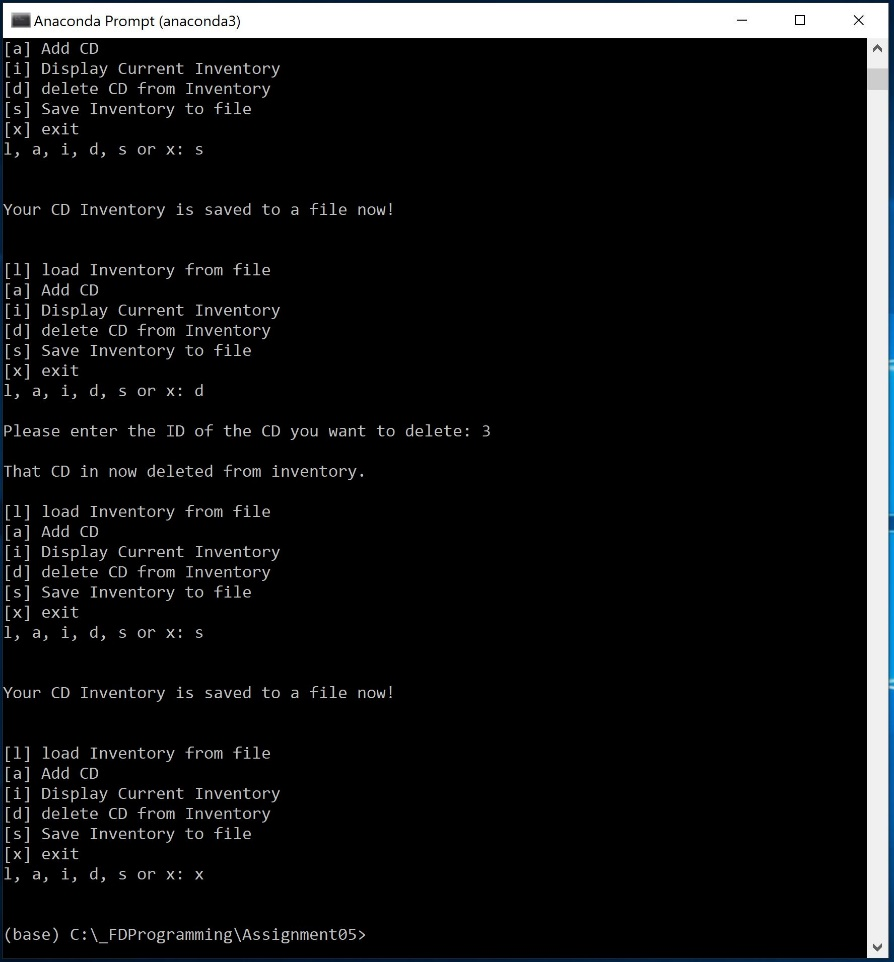 Anaconda Prompt (anaconda3)
[a] Add CD
[i] Display Current Inventory
[d] delete CD from Inventory
[s] Save Inventory to file
[x] exit
l, a, i, d, s or x: s
Your CD Inventory is saved to a file now!
[l] load Inventory from file
[a] Add CD
[i] Display Current Inventory
[d] delete CD from Inventory
[s] Save Inventory to file
[x] exit
l, a, i, d, s or x: d
Please enter the ID of the CD you want to delete: 3
That CD in now deleted from inventory.
[l] load Inventory from file
[a] Add CD
[i] Display Current Inventory
[d] delete CD from Inventory
[s] Save Inventory to file
[x] exit
l, a, i, d, s or x: s
Your CD Inventory is saved to a file now!
[l] load Inventory from file
[a] Add CD
[i] Display Current Inventory
[d] delete CD from Inventory
[s] Save Inventory to file
[x] exit
l, a, i, d, s or x: x
(base) C:\_FDProgramming\Assignment05>